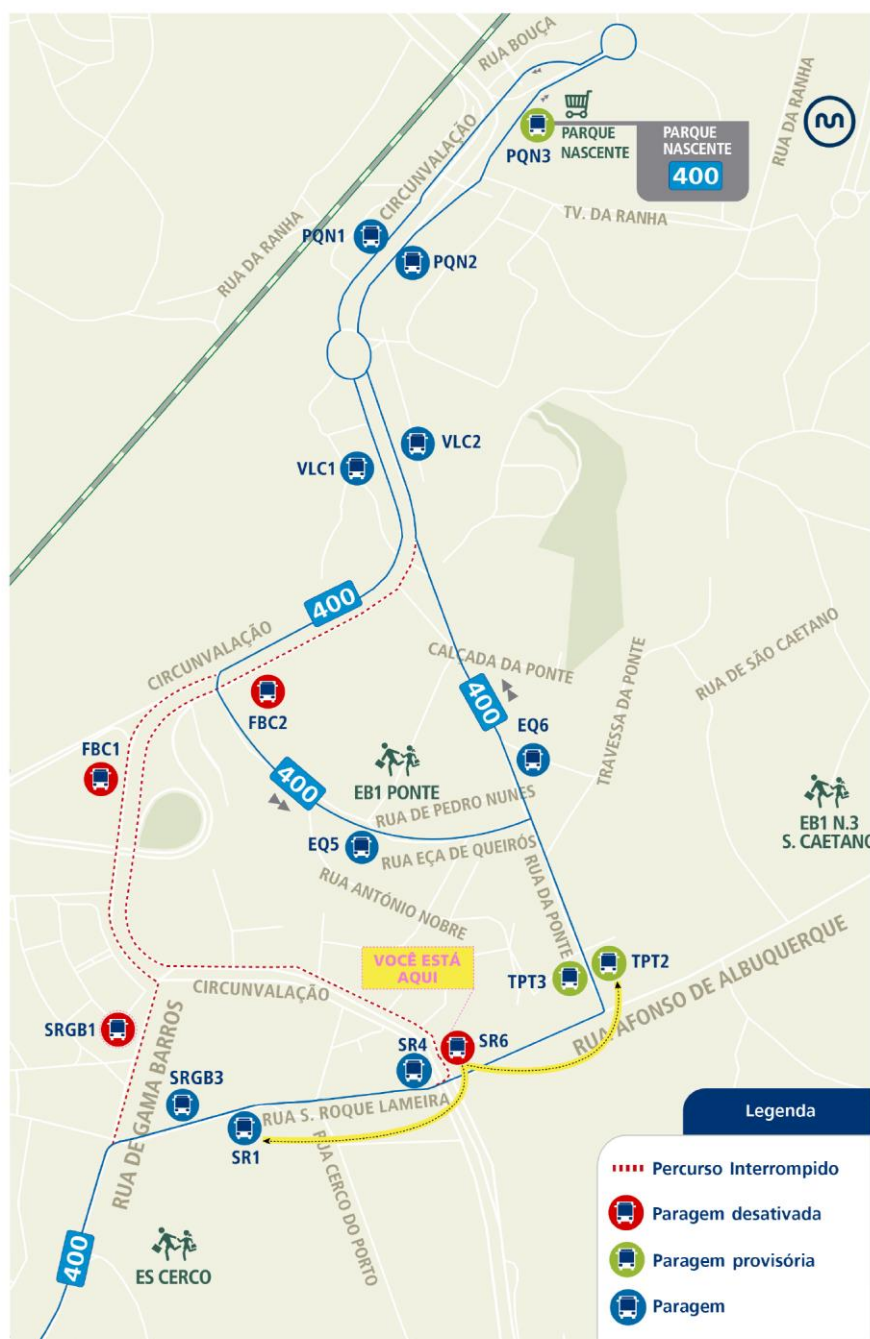 RUA BOUÇA
CIRCUNVALAÇÃO
RUA DA RANHA
PARQUE
NASCENTE
PQN3
PARQUE
NASCENTE
400
TV. DA RANHA
RUA DA RANHA
PQN1
PQN2
VLC2
VLC1
400
CIRCUNVALAÇÃO
CALÇADA DA PONTE
RUA DE SÃO CAETANO
TRAVESSA DA PONTE
400
FBC2
EQ6
FBC1
400
EB1 PONTE
RUA DE PEDRO NUNES
EB1 N.3
S. CAETANO
EQ5
RUA EÇA DE QUEIRÓS
RUA ANTÓNIO NOBRE
RUA DA PONTE
VOCÊ ESTÁ
AQUI
TPT3
TPT2
RUA AFONSO DE ALBUQUERQUE
CIRCUNVALAÇÃO
SRGB1
SR4
SR6
RUA DE GAMA BARROS
SRGB3
RUA S. ROQUE LAMEIRA
SR1
RUA CERCO DO PORTO
400
ES CERCO
Legenda
Percurso Interrompido
Paragem desativada
Paragem provisória
Paragem